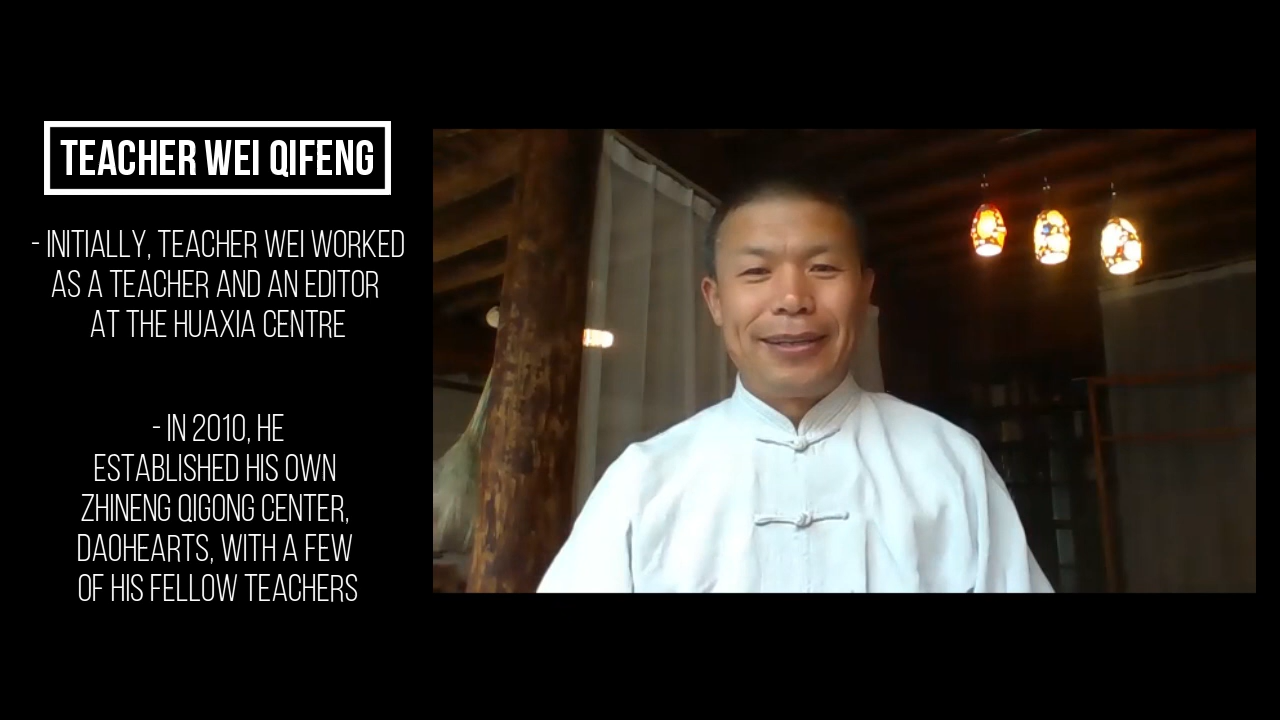 TEACHER WEI QIFENG
- INITIALLY, TEACHER WEI WORKED
AS A TEACHER AND AN EDITOR
AT THE HUAXIA CENTRE
- IN 2010, HE
ESTABLISHED HIS OWN
ZHINENG QIGONG CENTER,
DAOHEARTS, WITH A FEW
OF HIS FELLOW TEACHERS